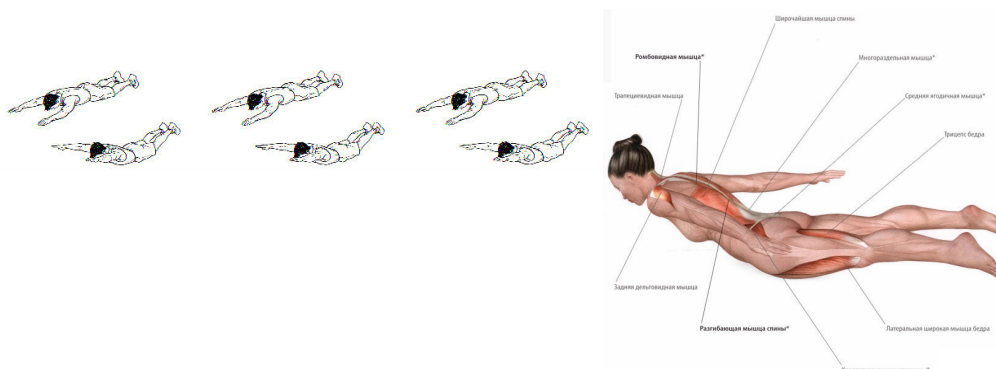 Широчайшая мышца спины
Ромбовидная мышца*
Многораздельная мышца*
Трапециевидная мышца
Средняя ягодичная мышца*
Трицепс бедра
Задняя дельтовидная мышца
Разгибающая мышца спины*
Латеральная широкая мышца бедра